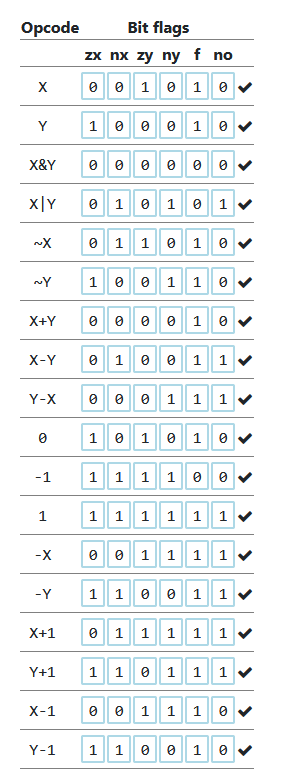 Opcode Bit flags
zx nx zy ny f no
X 0 0 1 0 1 0 ✔
Y 1 0 0 0 1 0 ✔
X&Y 0 0 0 0 0 0 ✔
X|Y 0 1 0 1 0 1 ✔
~X 0 1 1 0 1 0 ✔
~Y 1 0 0 1 1 0 ✔
X+Y 0 0 0 0 1 0 ✔
X-Y 0 1 0 0 1 1 ✔
Y-X 0 0 0 1 1 1 ✔
0 1 0 1 0 1 0 ✔
-1 1 1 1 1 0 0 ✔
1 1 1 1 1 1 1 ✔
-X 0 0 1 1 1 1 ✔
-Y 1 1 0 0 1 1 ✔
X+1 0 1 1 1 1 1 ✔
Y+1 1 1 0 1 1 1 ✔
X-1 0 0 1 1 1 0 ✔
Y-1 1 1 0 0 1 0 ✔